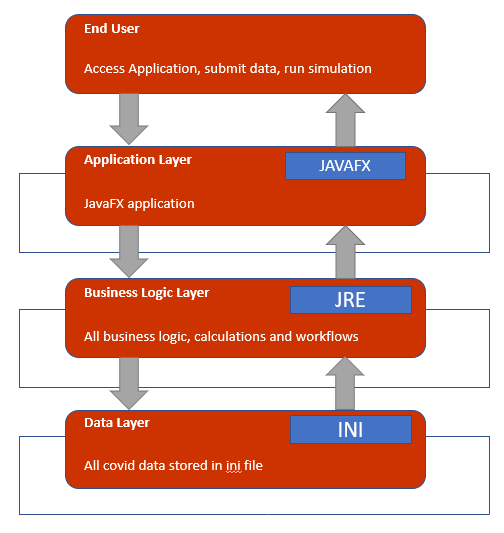 End User
Access Application, submit data, run simulation
Application Layer
JAVAFX
JavaFX application
Business Logic Layer
JRE
All business logic, calculations and workflows
Data Layer
INI
All covid data stored in ini file